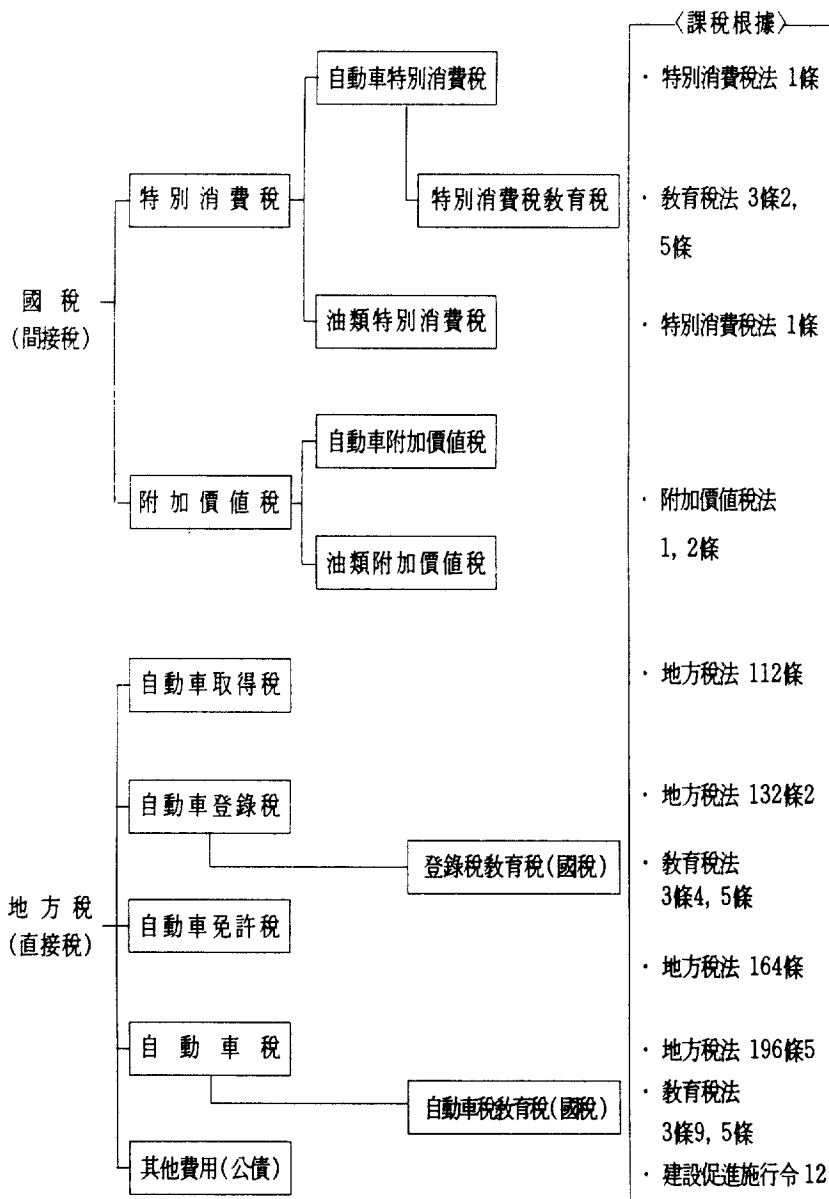 〈課稅根據〉
自動車特別消費稅
· 特別消費稅法 1條
特別消費稅
特別消費稅敎育稅
· 敎育稅法 3條2,
5條
國稅
(間接稅)
油類特別消費稅
· 特別消費稅法 1條
自動車附加價値稅
附加價値稅
· 附加價値稅法
1, 2條
油類附加價値稅
自動車取得稅
· 地方稅法 112條
自動車登錄稅
· 地方稅法 132條2
登錄稅敎育稅(國稅)
· 敎育稅法
3條4, 5條
地方稅
(直接稅)
自動車免許稅
· 地方稅法 164條
自動車稅
· 地方稅法 196條5
自動車稅敎育稅(國稅)
· 敎育稅法
3條9, 5條
其他費用(公債)
· 建設促進施行令 12